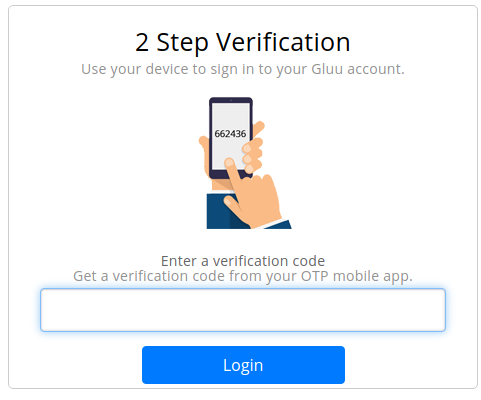 2 Step Verification
Use your device to sign in to your Gluu account.
662436
Enter a verification code
Get a verification code from your OTP mobile app.
Login